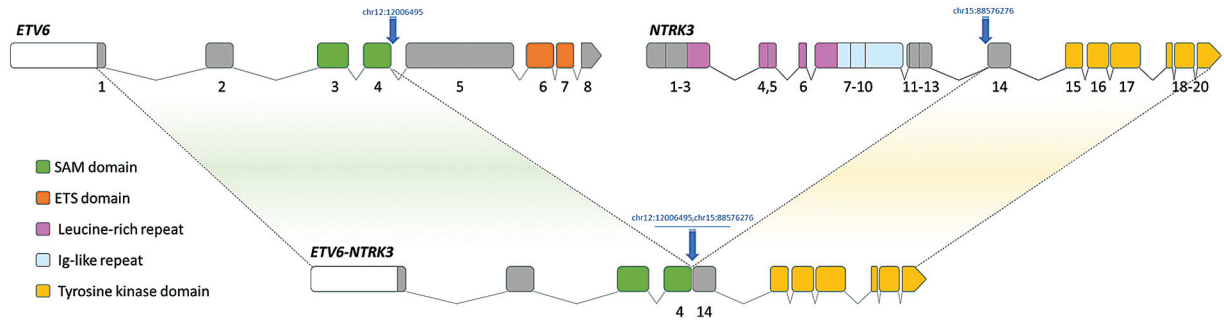 chr12:12006495
chr15:88576276
ETV6
NTRK3
1
2
3
4
5
6
7
8
1-3
4,5
6
7-10
11-13
14
15
16
17
18-20
SAM domain
ETS domain
Leucine-rich repeat
Ig-like repeat
Tyrosine kinase domain
chr12:12006495,chr15:88576276
ETV6-NTRK3
4
14